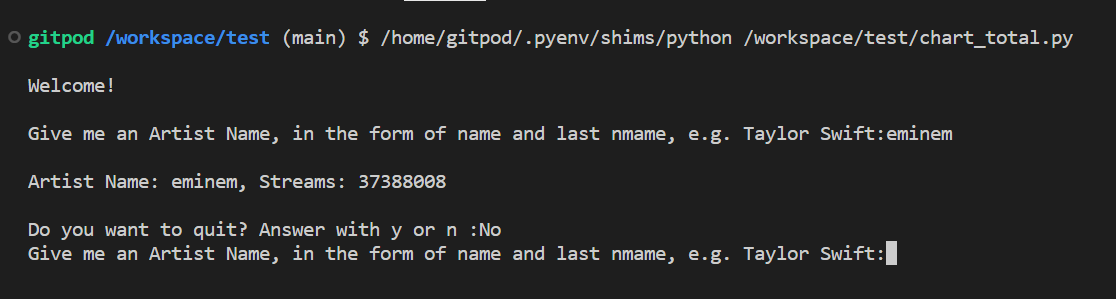 gitpod /workspace/test (main) $ /home/gitpod/.pyenv/shims/python /workspace/test/chart_total.py
Welcome!
Give me an Artist Name, in the form of name and last nmame, e.g. Taylor Swift:eminem
Artist Name: eminem, Streams: 37388008
Do you want to quit? Answer with y or n :No
Give me an Artist Name, in the form of name and last nmame, e.g. Taylor Swift: